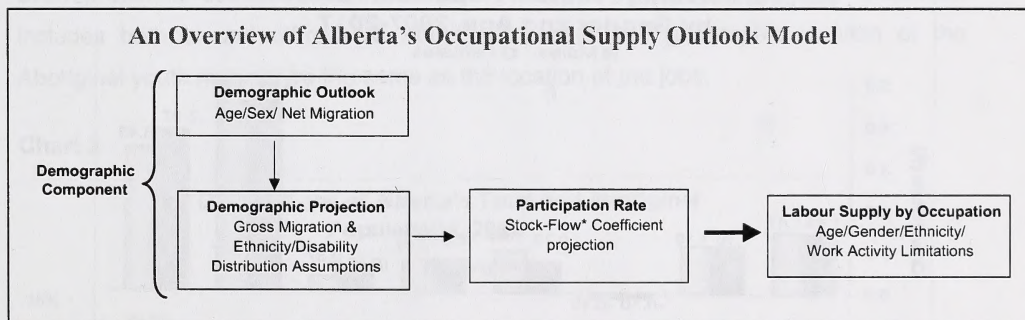 An Overview of Alberta's Occupational Supply Outlook Model
Demographic Outlook
Age/Sex/ Net Migration
Demographic
Component
Demographic Projection
Gross Migration &
Ethnicity/Disability
Distribution Assumptions
Participation Rate
Stock-Flow* Coefficient
projection
Labour Supply by Occupation
Age/Gender/Ethnicity/
Work Activity Limitations